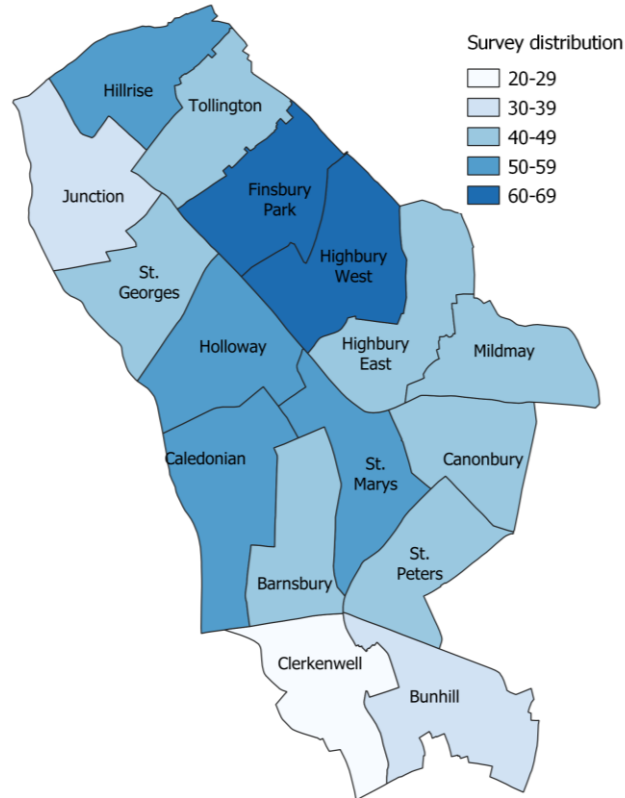 Survey distribution
20-29
30-39
40-49
50-59
60-69
Hillrise
Tollington
Junction
Finsbury
Park
Highbury
West
St.
Georges
Holloway
Highbury
East
Mildmay
Caledonian
St.
Marys
Canonbury
Barnsbury
St.
Peters
Clerkenwell
Bunhill